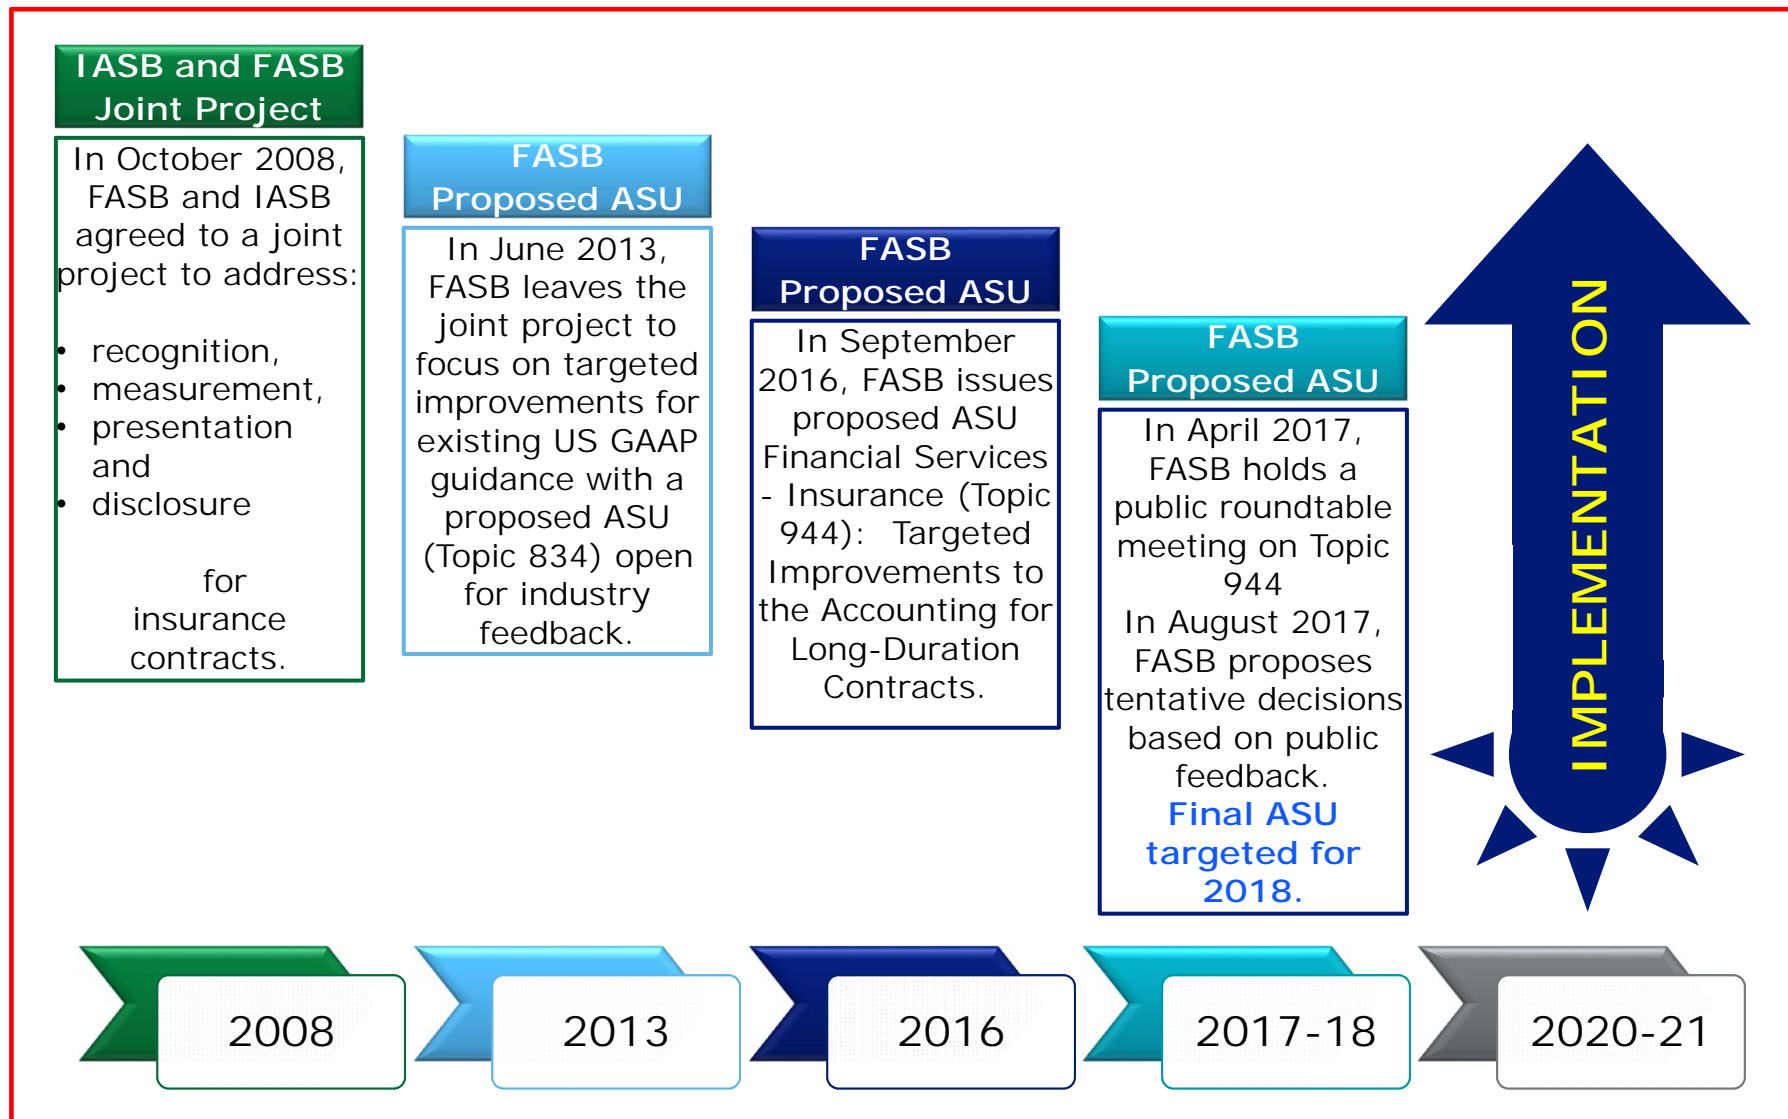 IASB and FASB
Joint Project
In October 2008,
FASB and IASB
agreed to a joint
project to address:
• recognition,
• measurement,
• presentation
and
• disclosure
for
insurance
contracts.
FASB
Proposed ASU
In June 2013,
FASB leaves the
joint project to
focus on targeted
improvements for
existing US GAAP
guidance with a
proposed ASU
(Topic 834) open
for industry
feedback.
FASB
Proposed ASU
In September
2016, FASB issues
proposed ASU
Financial Services
- Insurance (Topic
944): Targeted
Improvements to
the Accounting for
Long-Duration
Contracts.
FASB
Proposed ASU
In April 2017,
FASB holds a
public roundtable
meeting on Topic
944
In August 2017,
FASB proposes
tentative decisions
based on public
feedback.
Final ASU
targeted for
2018.
IMPLEMENTATION
2008
2013
2016
2017-18
2020-21